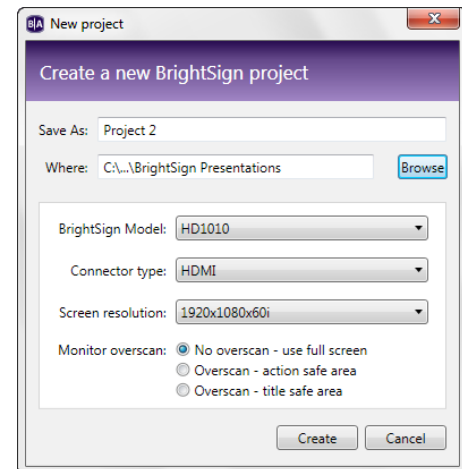 B|A New project
Create a new BrightSign project
Save As: Project 2
Where: C:\...\BrightSign Presentations Browse
BrightSign Model: HD1010
Connector type: HDMI
Screen resolution: 1920x1080x60i
Monitor overscan: No overscan - use full screen
Overscan - action safe area
Overscan - title safe area
Create Cancel